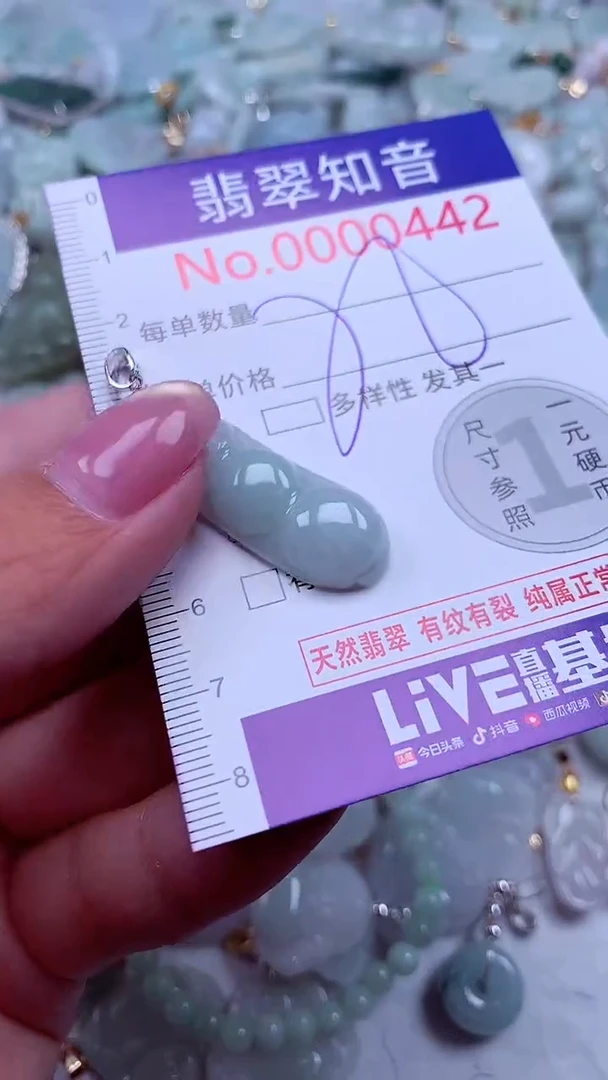 翡翠知音
No.0000442
0
1
2
每单数量
单价格
多样性 发其一
尺寸参照
1
一元硬币
6
7
8
天然翡翠 有纹有裂 纯属正常
LiVE直播基
头条 今日头条 抖音 西瓜视频